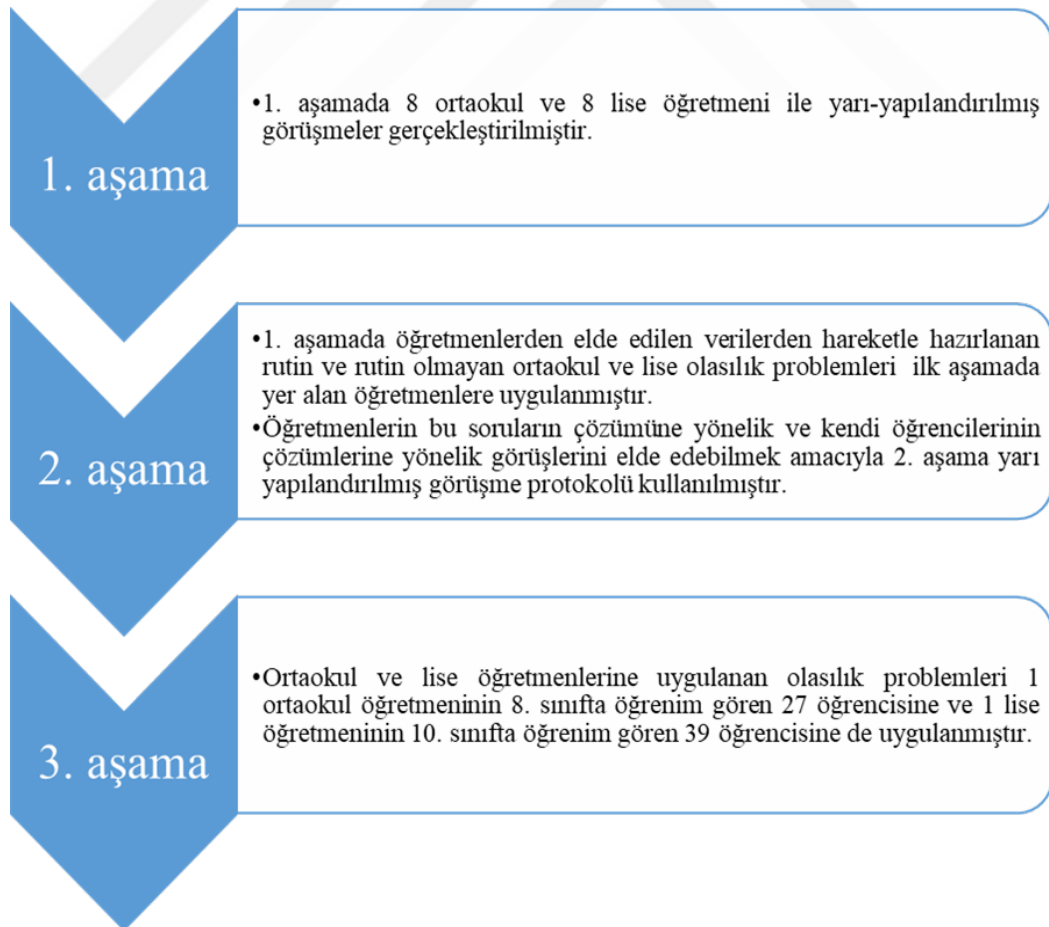 1. aşama
•1. aşamada 8 ortaokul ve 8 lise öğretmeni ile yarı-yapılandırılmış
görüşmeler gerçekleştirilmiştir.
2. aşama
•1. aşamada öğretmenlerden elde edilen verilerden hareketle hazırlanan
rutin ve rutin olmayan ortaokul ve lise olasılık problemleri ilk aşamada
yer alan öğretmenlere uygulanmıştır.
•Öğretmenlerin bu soruların çözümüne yönelik ve kendi öğrencilerinin
çözümlerine yönelik görüşlerini elde edebilmek amacıyla 2. aşama yarı
yapılandırılmış görüşme protokolü kullanılmıştır.
3. aşama
•Ortaokul ve lise öğretmenlerine uygulanan olasılık problemleri 1
ortaokul öğretmeninin 8. sınıfta öğrenim gören 27 öğrencisine ve 1 lise
öğretmeninin 10. sınıfta öğrenim gören 39 öğrencisine de uygulanmıştır.